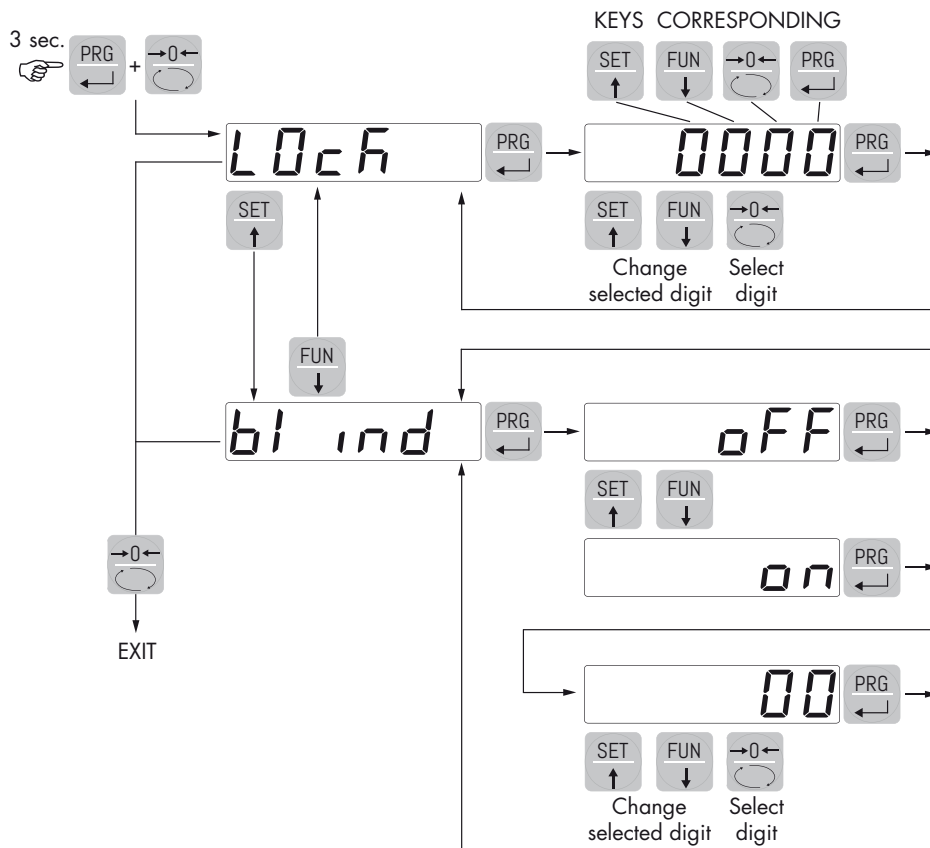 KEYS CORRESPONDING
3 sec.
PRG + →0←
SET FUN →0← PRG
LOcK PRG 0000 PRG
SET
SET FUN →0←
Change Select
selected digit digit
FUN
bl ind PRG oFF PRG
SET FUN
on PRG
→0←
EXIT
00 PRG
SET FUN →0←
Change Select
selected digit digit